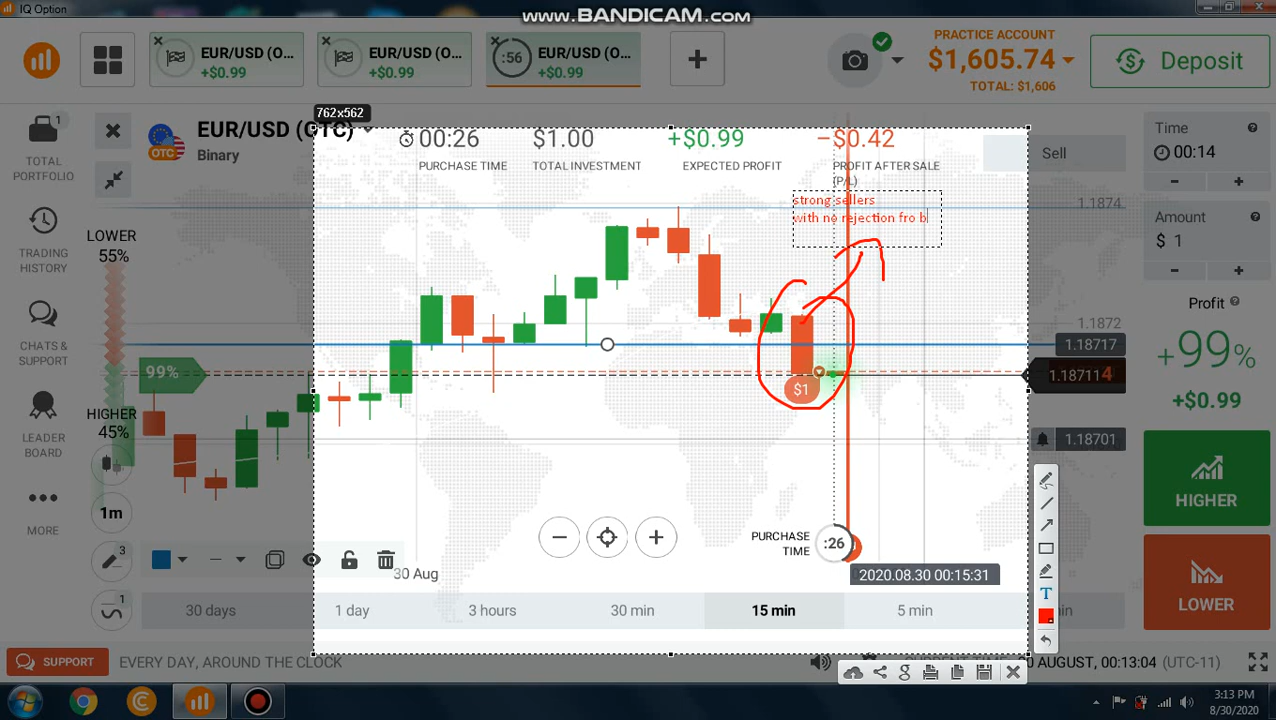 IQ Option
www.BANDICAM.com
EUR/USD (O...
+$0.99
EUR/USD (O...
+$0.99
:56
EUR/USD (O...
+$0.99
PRACTICE ACCOUNT
$1,605.74
TOTAL: $1,606
Deposit
762x562
1
TOTAL
PORTFOLIO
OTC
EUR/USD (OTC)
Binary
00:26
PURCHASE TIME
$1.00
TOTAL INVESTMENT
+$0.99
EXPECTED PROFIT
−$0.42
PROFIT AFTER SALE
(P/L)
Sell
Time
00:14
strong sellers
with no rejection fro b
1.1874
Amount
$ 1
TRADING
HISTORY
LOWER
55%
Profit
CHATS &
SUPPORT
1.1872
1.18717
+99%
99%
$1
1.187114
+$0.99
LEADER
BOARD
HIGHER
45%
1.18701
HIGHER
MORE
1m
PURCHASE
TIME
:26
3
30 Aug
2020.08.30 00:15:31
T
LOWER
1
30 days
1 day
3 hours
30 min
15 min
5 min
in
SUPPORT
EVERY DAY, AROUND THE CLOCK
0 AUGUST, 00:13:04
(UTC-11)
3:13 PM
8/30/2020